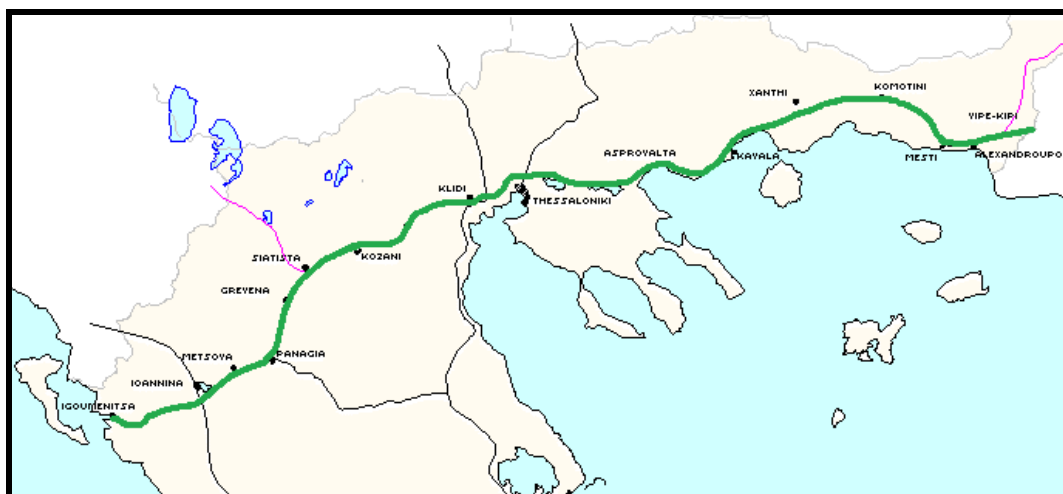 XANTHI
KOMOTINI
VIPE-KIPI
ASPROVALTA
KAVALA
MESTI
ALEXANDROUPO
KLIDI
THESSALONIKI
SIATISTA
KOZANI
GREVENA
METSOVA
PANAGIA
IOANNINA
IGOUMENITSA